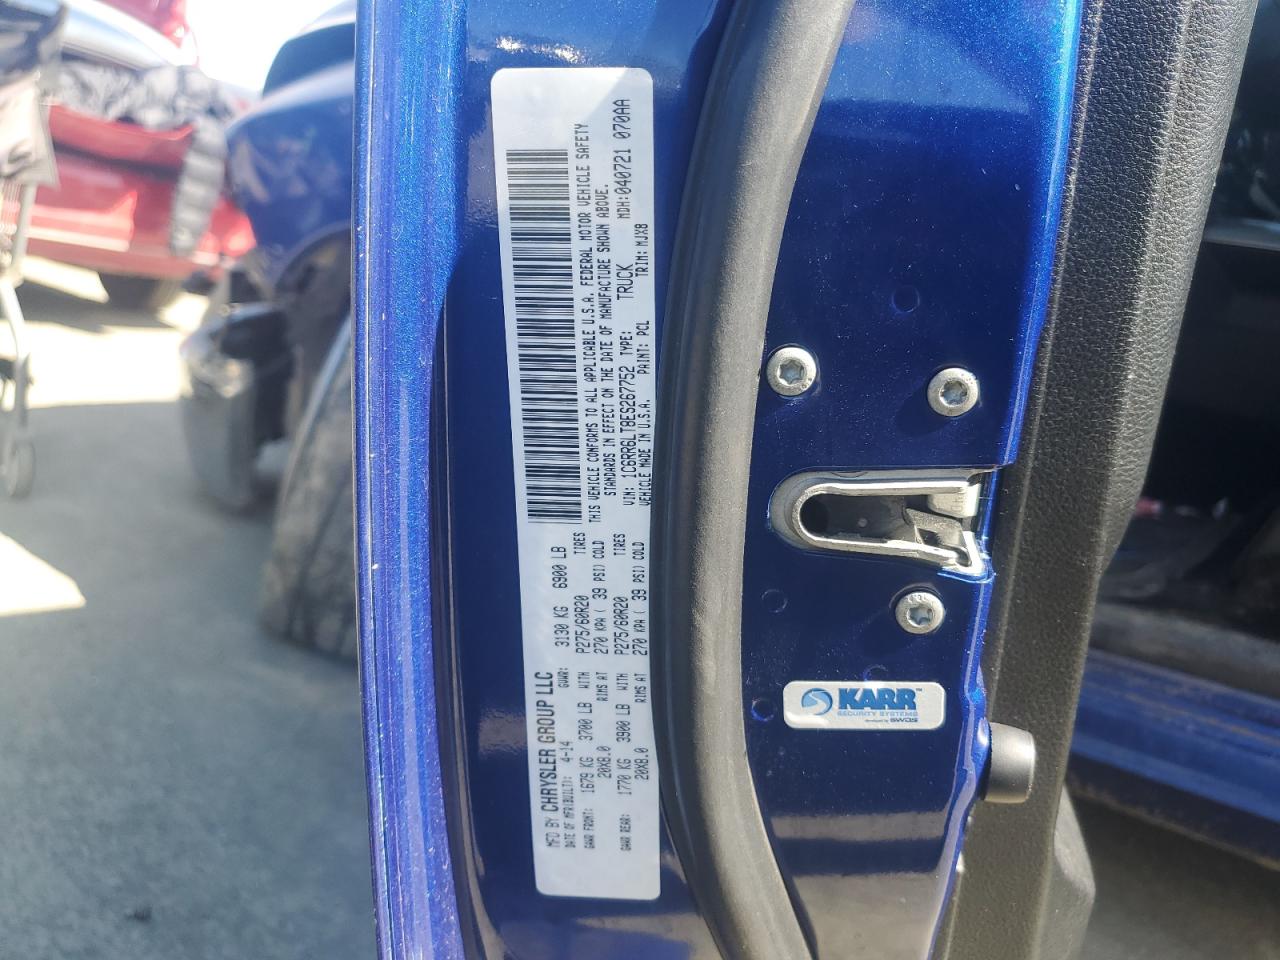 MFD BY CHRYSLER GROUP LLC
DATE OF MFR(BUILT): 4-14 GVWR: 3130 KG 6900 LB
GAWR FRONT: 1679 KG 3700 LB WITH P275/60R20 TIRES
20X8.0 RIMS AT 270 KPA ( 39 PSI) COLD
GAWR REAR: 1770 KG 3900 LB WITH P275/60R20 TIRES
20X8.0 RIMS AT 270 KPA ( 39 PSI) COLD
THIS VEHICLE CONFORMS TO ALL APPLICABLE U.S.A. FEDERAL MOTOR VEHICLE SAFETY
STANDARDS IN EFFECT ON THE DATE OF MANUFACTURE SHOWN ABOVE.
VIN: 1C6RR6LT8ES267752 TYPE: TRUCK MDH:040721 070AA
VEHICLE MADE IN U.S.A. PAINT: PCL TRIM: MJX8
KARR™
SECURITY SYSTEMS
developed by SWDS